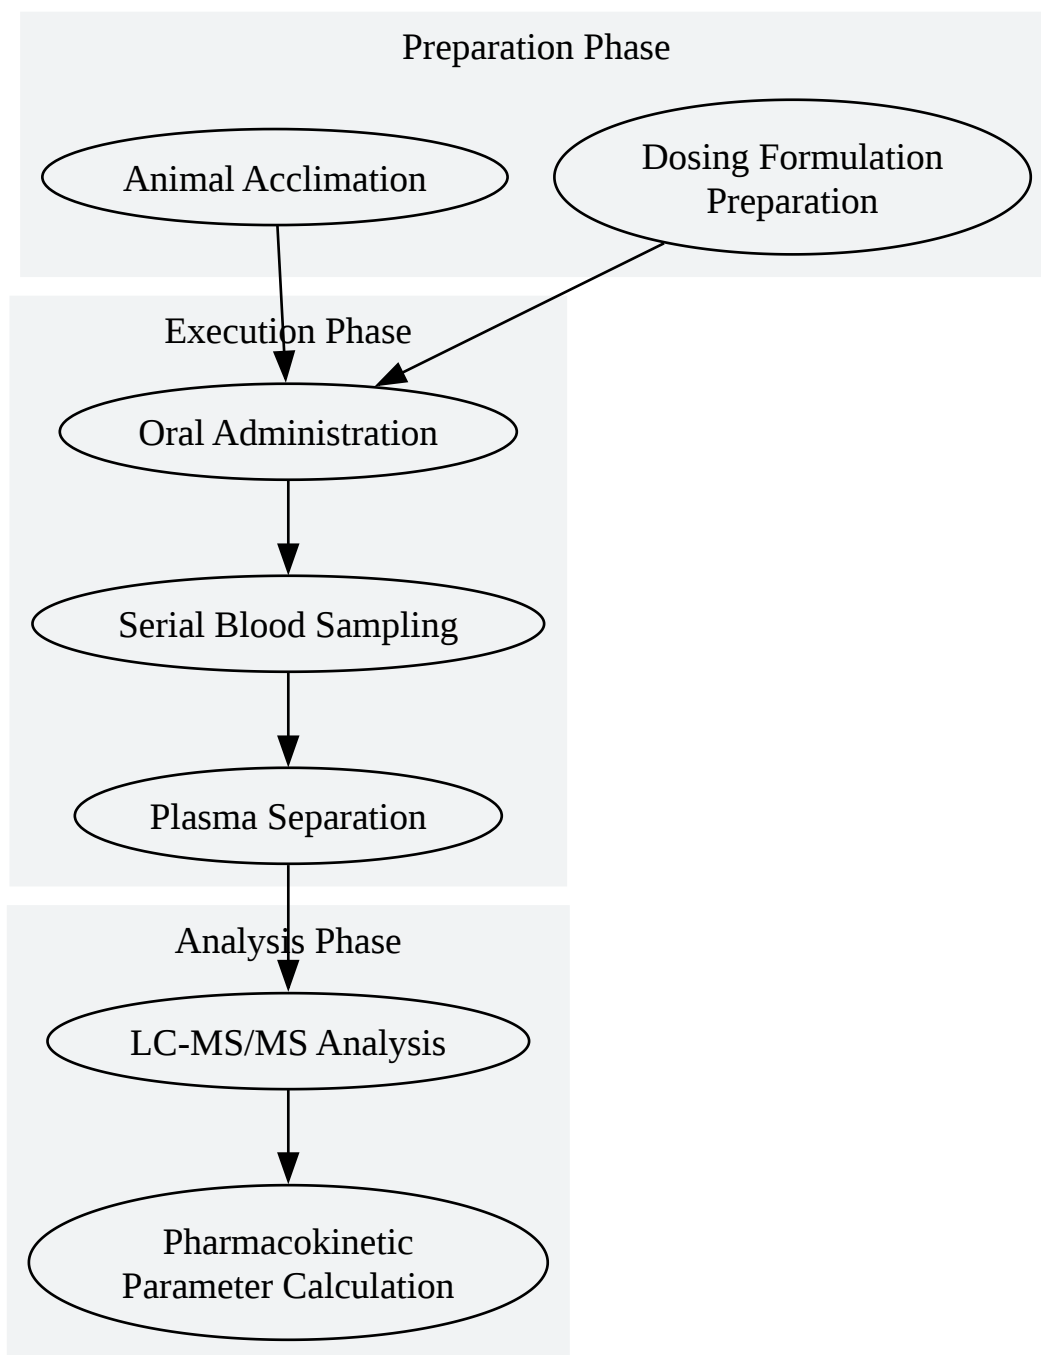 Preparation Phase
Animal Acclimation
Dosing Formulation
Preparation
Execution Phase
Oral Administration
Serial Blood Sampling
Plasma Separation
Analysis Phase
LC-MS/MS Analysis
Pharmacokinetic
Parameter Calculation